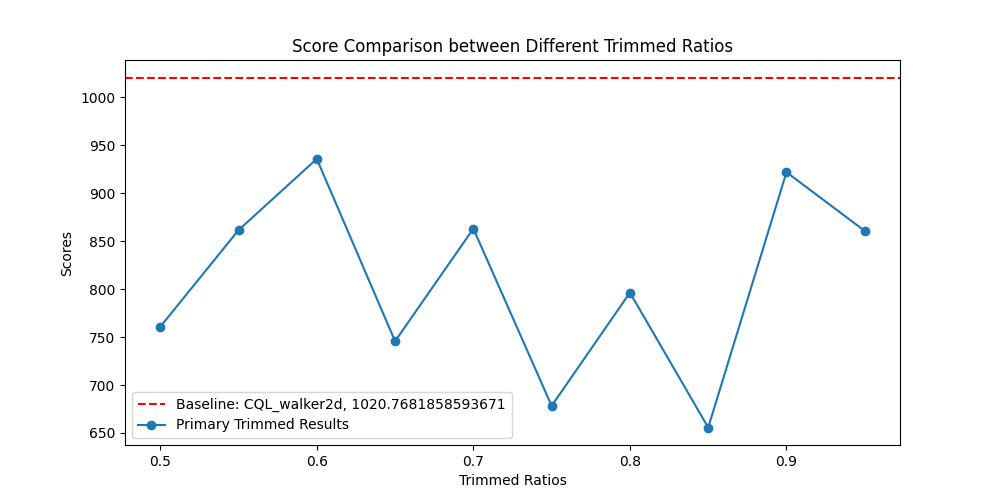 Score Comparison between Different Trimmed Ratios
Scores
1000
950
900
850
800
750
700
650
Baseline: CQL_walker2d, 1020.7681858593671
Primary Trimmed Results
0.5 0.6 0.7 0.8 0.9
Trimmed Ratios